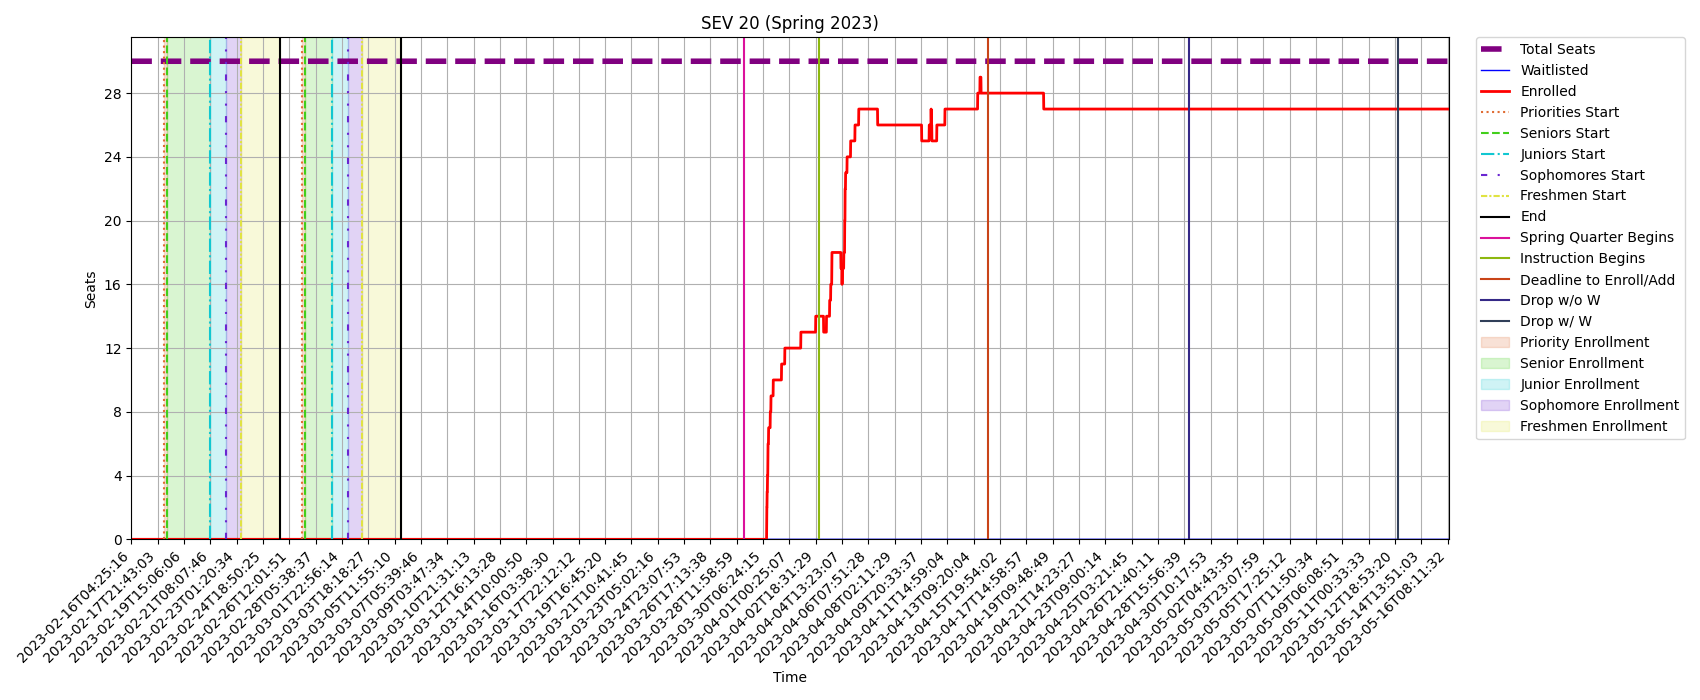 SEV 20 (Spring 2023)
Seats
28
24
20
16
12
8
4
0
2023-02-16T04:25:16
2023-02-17T21:43:03
2023-02-19T15:06:06
2023-02-21T08:07:46
2023-02-23T01:20:34
2023-02-24T18:50:25
2023-02-26T12:01:51
2023-02-28T05:38:37
2023-03-01T22:56:14
2023-03-03T18:18:27
2023-03-05T11:55:10
2023-03-07T05:39:46
2023-03-09T03:47:34
2023-03-10T21:31:13
2023-03-12T16:13:28
2023-03-14T10:00:50
2023-03-16T03:38:30
2023-03-17T22:12:12
2023-03-19T16:45:20
2023-03-21T10:41:45
2023-03-23T05:02:16
2023-03-24T23:07:53
2023-03-26T17:13:38
2023-03-28T11:58:59
2023-03-30T06:24:15
2023-04-01T00:25:07
2023-04-02T18:31:29
2023-04-04T13:23:07
2023-04-06T07:51:28
2023-04-08T02:11:29
2023-04-09T20:33:37
2023-04-11T14:59:04
2023-04-13T09:20:04
2023-04-15T19:54:02
2023-04-17T14:58:57
2023-04-19T09:48:49
2023-04-21T14:23:27
2023-04-23T09:00:14
2023-04-25T03:21:45
2023-04-26T21:40:11
2023-04-28T15:56:39
2023-04-30T10:17:53
2023-05-02T04:43:35
2023-05-03T23:07:59
2023-05-05T17:25:12
2023-05-07T11:50:34
2023-05-09T06:08:51
2023-05-11T00:33:33
2023-05-12T18:53:20
2023-05-14T13:51:03
2023-05-16T08:11:32
Time
Total Seats
Waitlisted
Enrolled
Priorities Start
Seniors Start
Juniors Start
Sophomores Start
Freshmen Start
End
Spring Quarter Begins
Instruction Begins
Deadline to Enroll/Add
Drop w/o W
Drop w/ W
Priority Enrollment
Senior Enrollment
Junior Enrollment
Sophomore Enrollment
Freshmen Enrollment